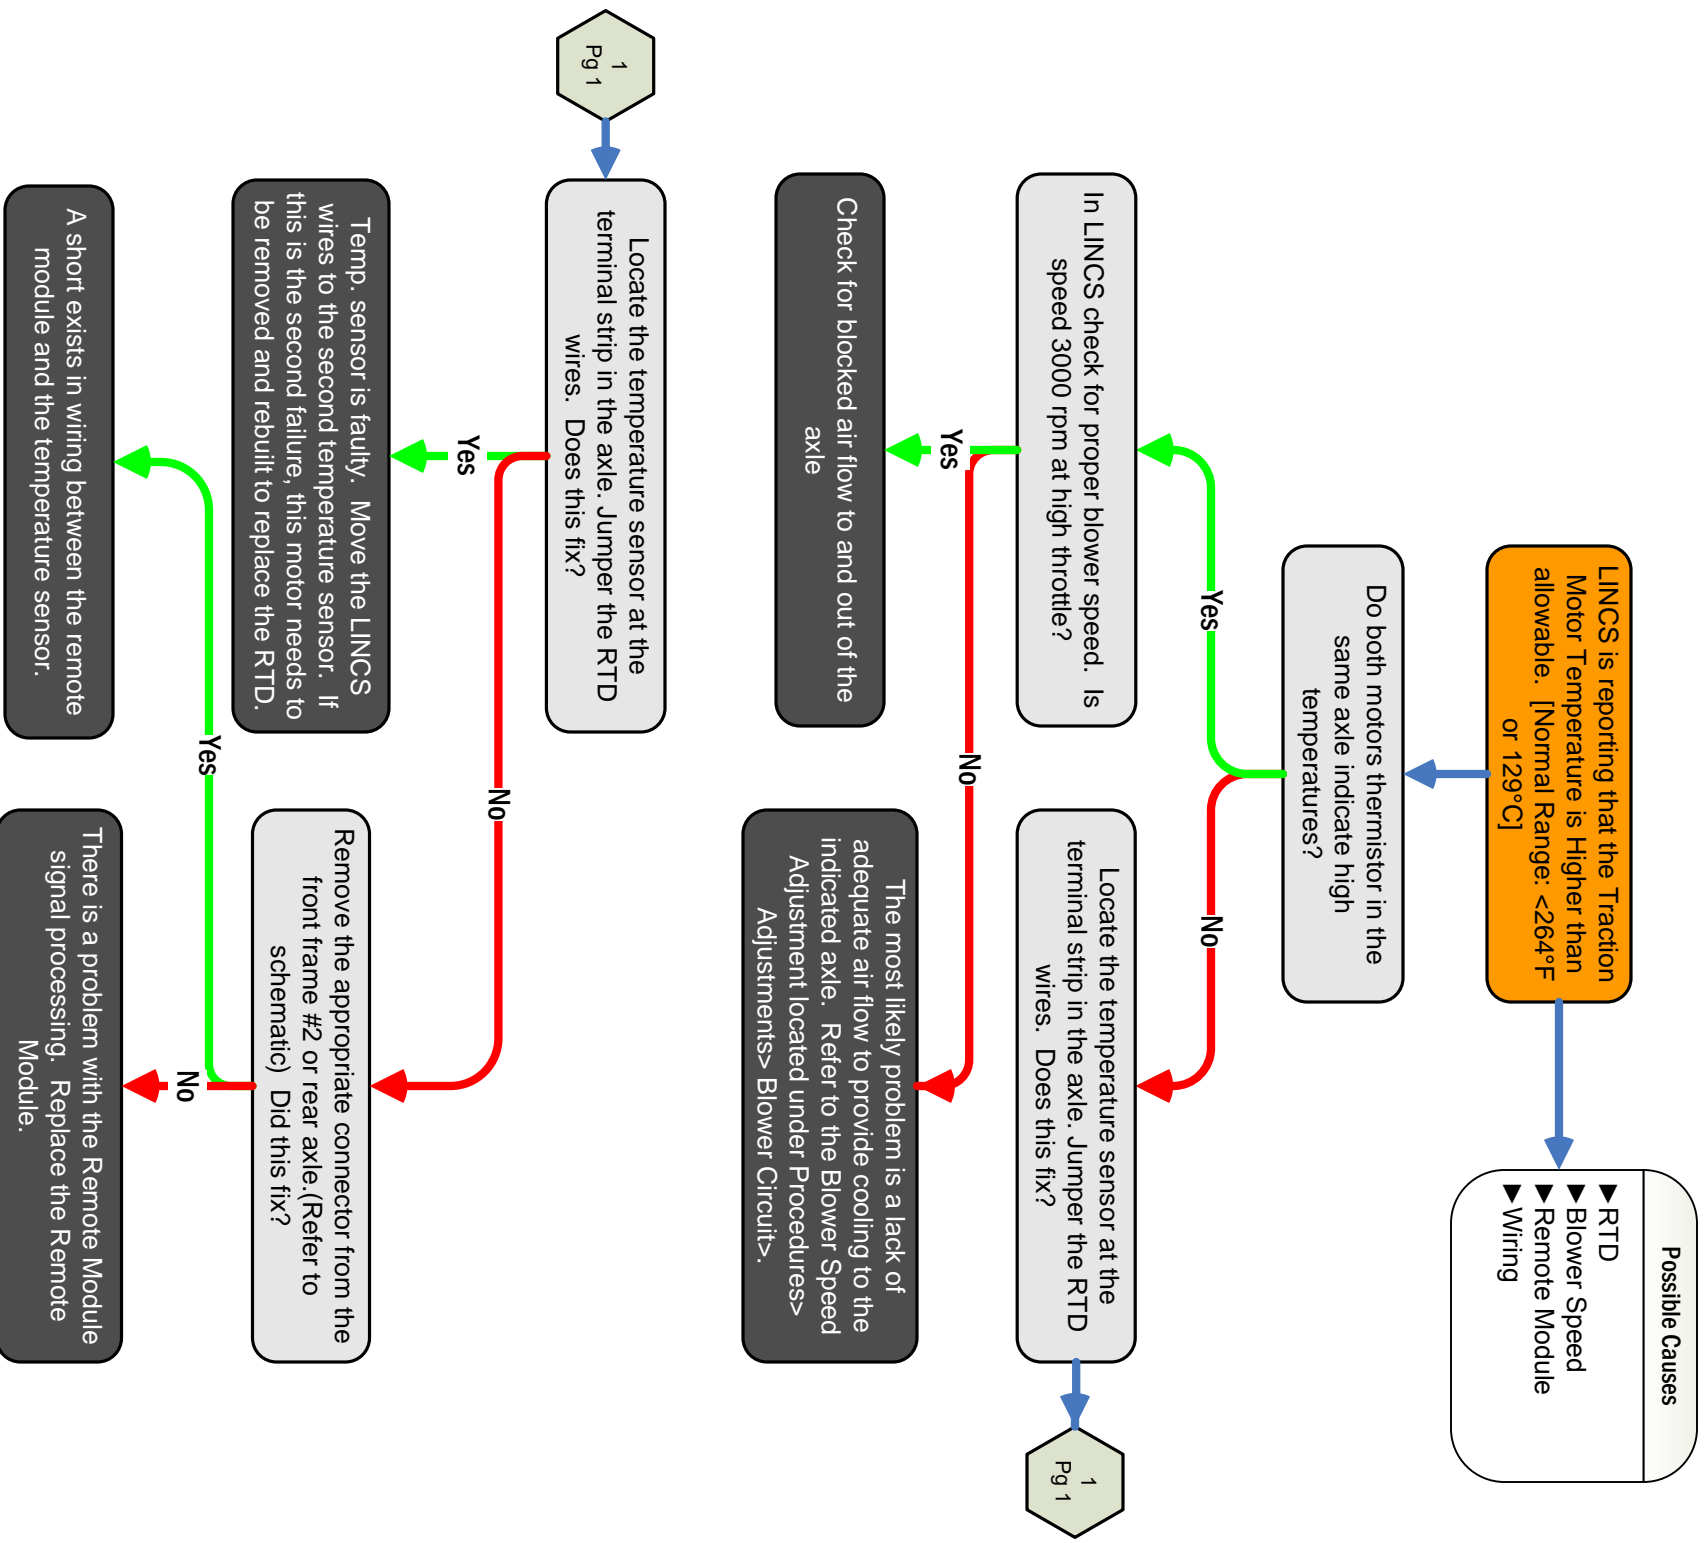 LINCS is reporting that the Traction
Motor Temperature is Higher than
allowable. [Normal Range: <264°F
or 129°C]
Possible Causes
►RTD
►Blower Speed
►Remote Module
►Wiring
Do both motors thermistor in the
same axle indicate high
temperatures?
Yes
No
In LINCS check for proper blower speed. Is
speed 3000 rpm at high throttle?
Locate the temperature sensor at the
terminal strip in the axle. Jumper the RTD
wires. Does this fix?
1
Pg 1
Yes
No
Check for blocked air flow to and out of the
axle
The most likely problem is a lack of
adequate air flow to provide cooling to the
indicated axle. Refer to the Blower Speed
Adjustment located under Procedures>
Adjustments> Blower Circuit>.
1
Pg 1
Locate the temperature sensor at the
terminal strip in the axle. Jumper the RTD
wires. Does this fix?
Yes
No
Temp. sensor is faulty. Move the LINCS
wires to the second temperature sensor. If
this is the second failure, this motor needs to
be removed and rebuilt to replace the RTD.
Remove the appropriate connector from the
front frame #2 or rear axle.(Refer to
schematic) Did this fix?
Yes
No
A short exists in wiring between the remote
module and the temperature sensor.
There is a problem with the Remote Module
signal processing. Replace the Remote
Module.